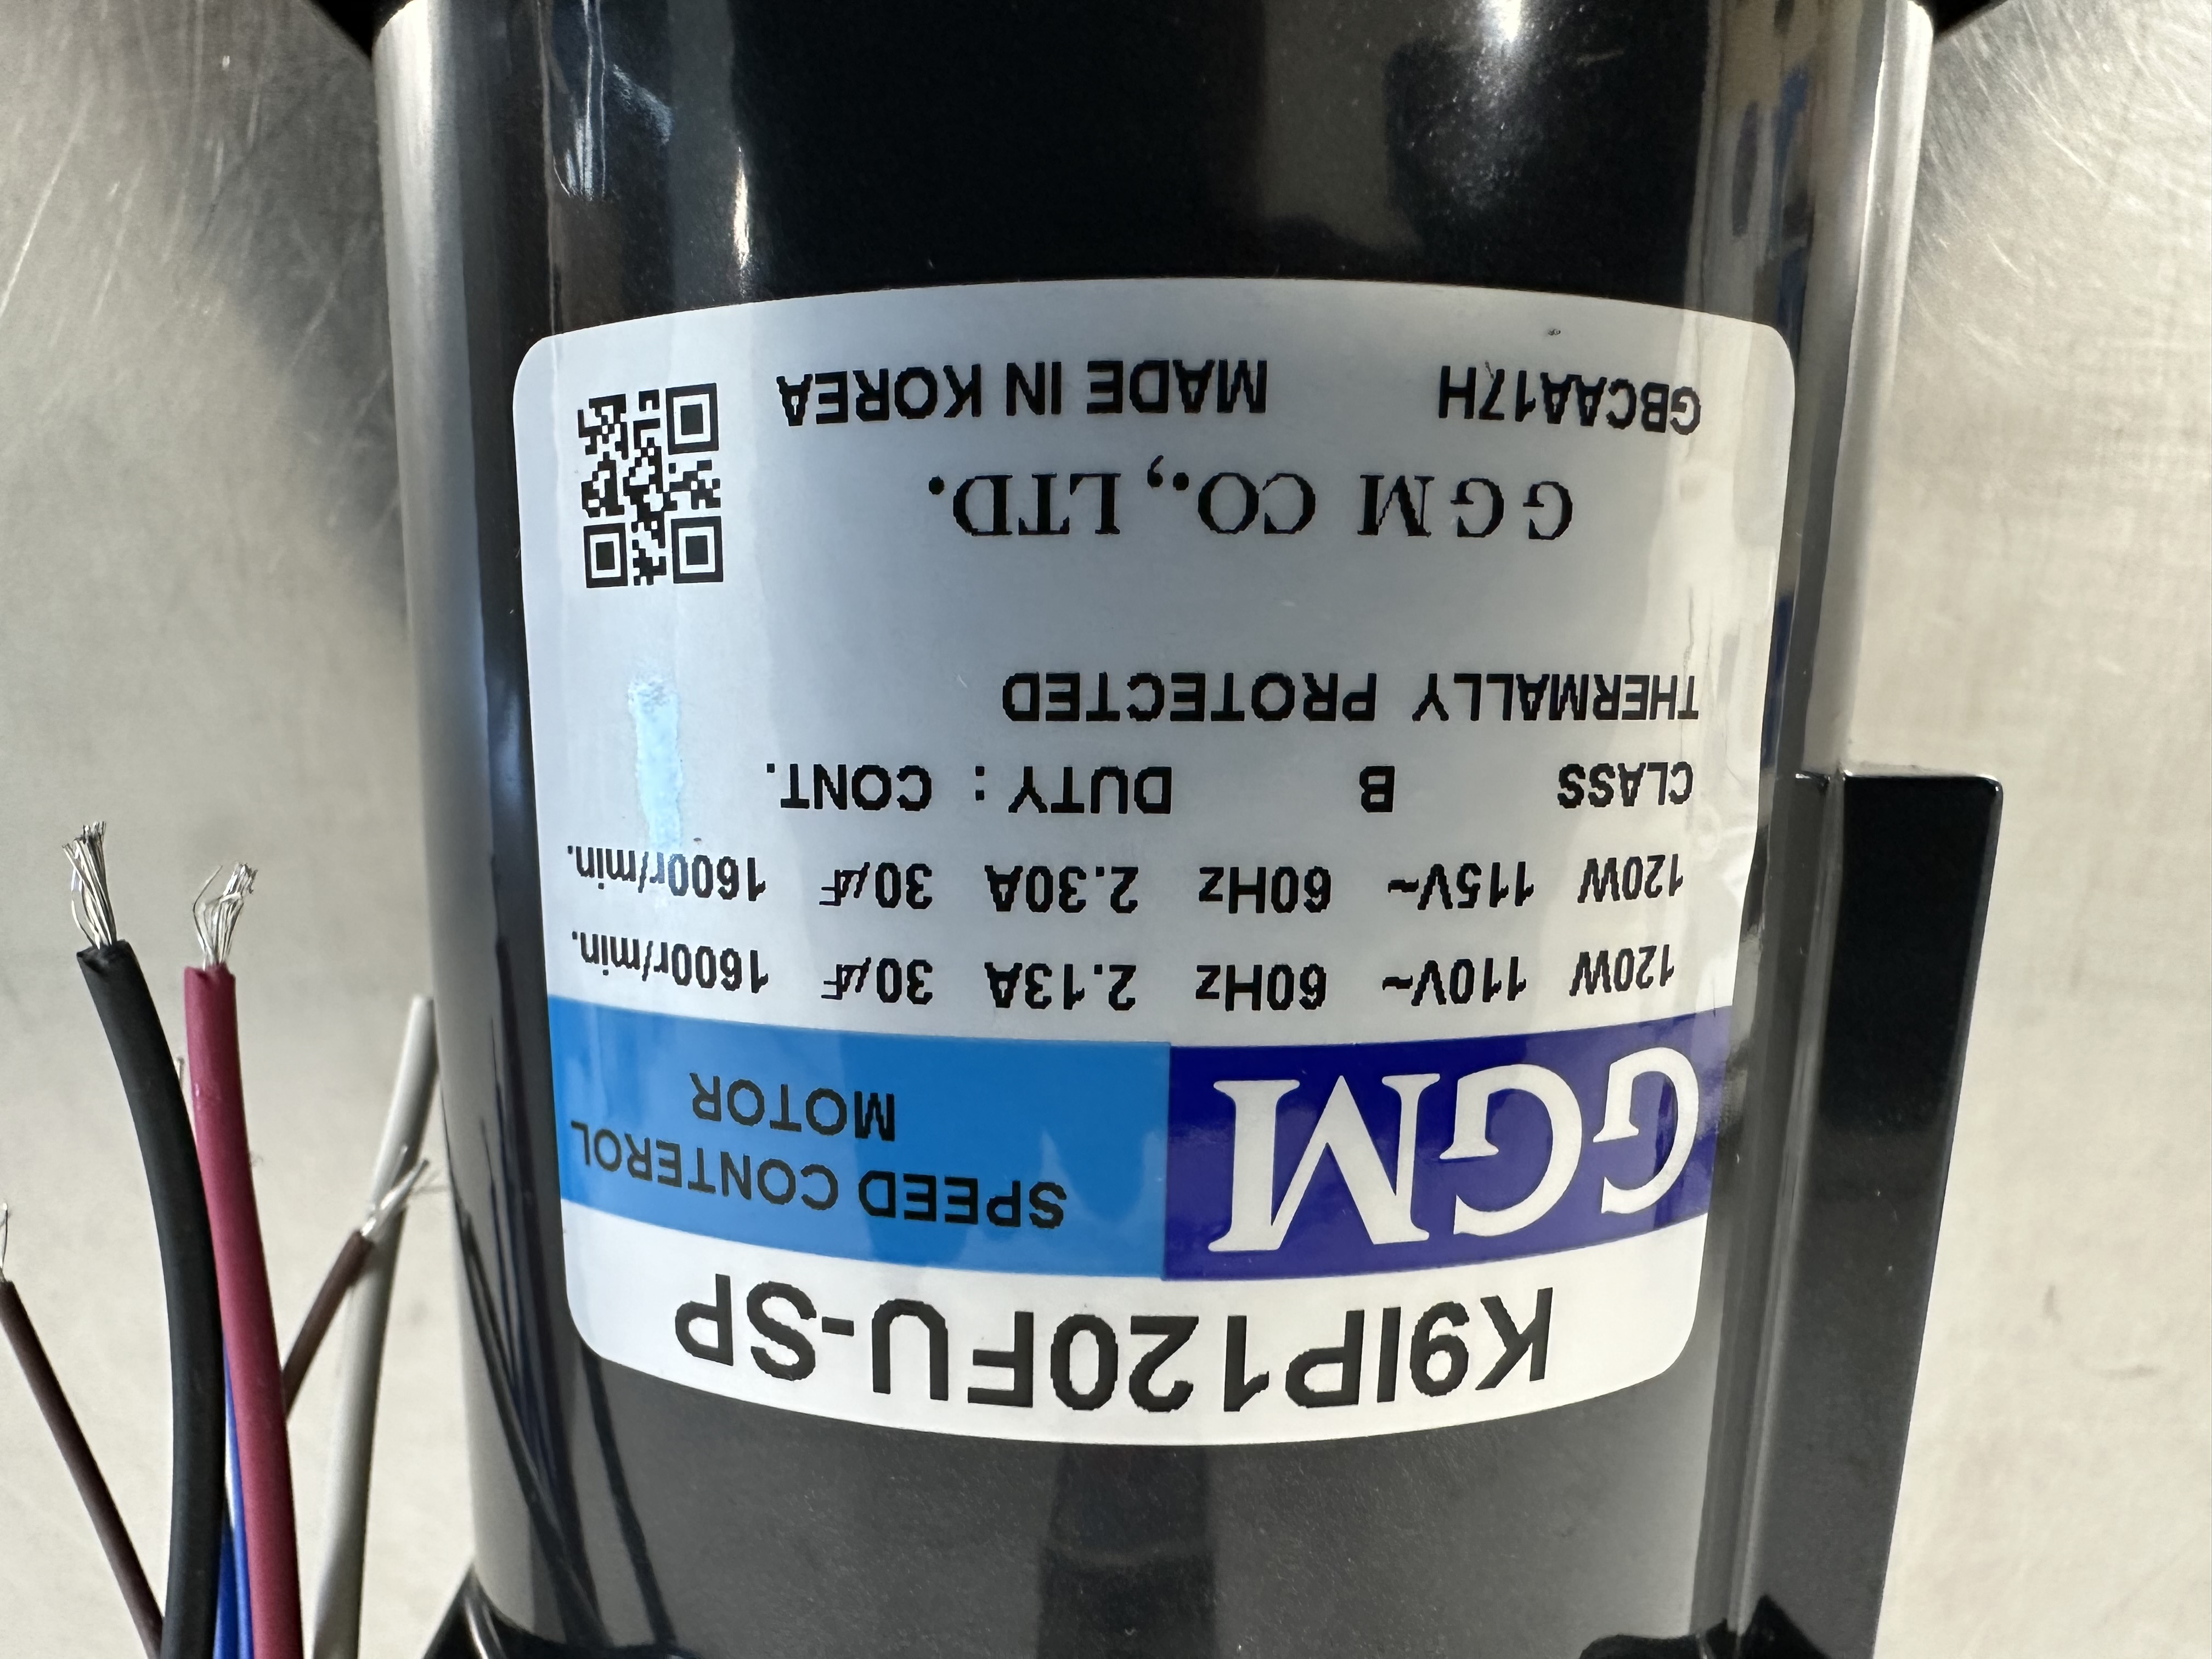 K9IP120FU-SP
GGM
SPEED CONTEROL
MOTOR
120W 110V~ 60Hz 2.13A 30㎌ 1600r/min.
120W 115V~ 60Hz 2.30A 30㎌ 1600r/min.
CLASS B DUTY : CONT.
THERMALLY PROTECTED
GGM CO., LTD.
GBCAA17H MADE IN KOREA